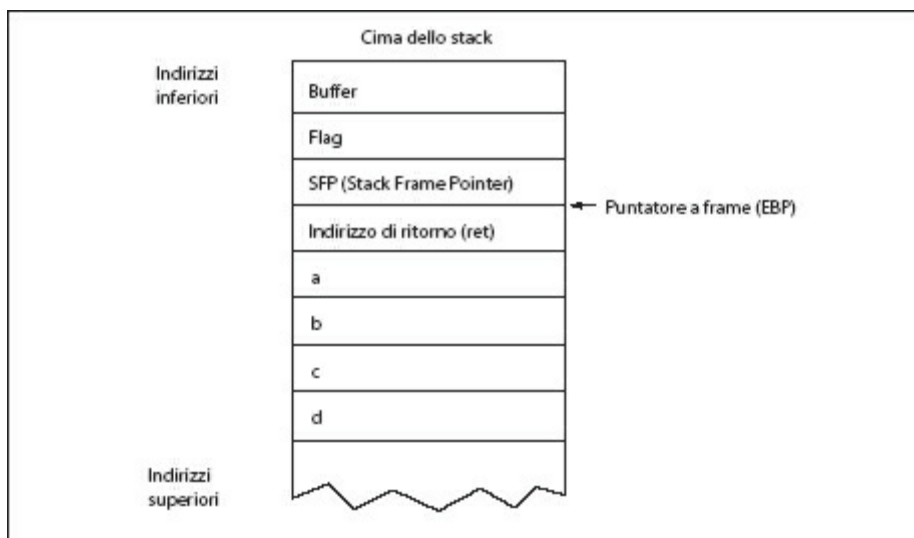 Cima dello stack
Indirizzi
inferiori
Buffer
Flag
SFP (Stack Frame Pointer)
Puntatore a frame (EBP)
Indirizzo di ritorno (ret)
a
b
c
d
Indirizzi
superiori